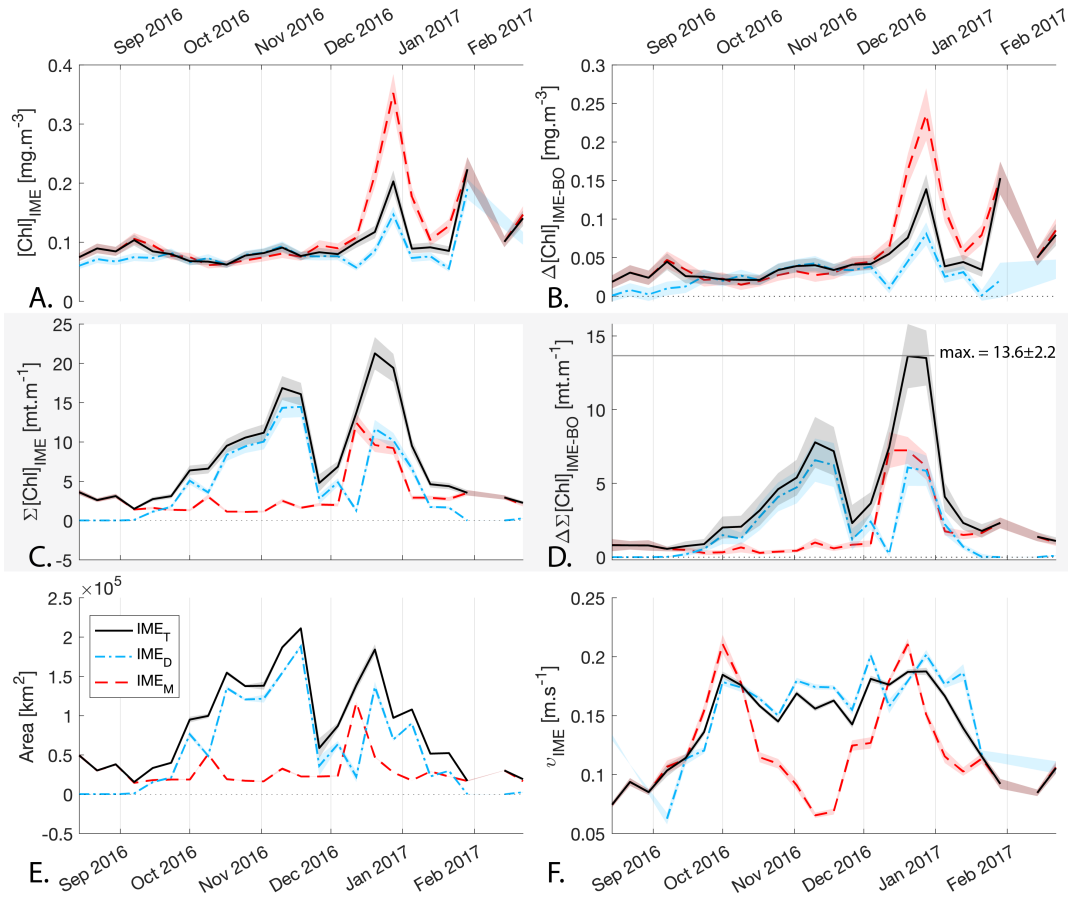 Sep 2016 Oct 2016 Nov 2016 Dec 2016 Jan 2017 Feb 2017
Sep 2016 Oct 2016 Nov 2016 Dec 2016 Jan 2017 Feb 2017
[Chl]IME [mg.m-3]
0.4
0.3
0.2
0.1
0
A.
Δ[Chl]IME-BO [mg.m-3]
0.3
0.25
0.2
0.15
0.1
0.05
0
B.
Σ[Chl]IME [mt.m-1]
25
20
15
10
5
0
-5
C.
ΔΣ[Chl]IME-BO [mt.m-1]
15
10
5
0
max. = 13.6±2.2
D.
×105
Area [km2]
2.5
2
1.5
1
0.5
0
-0.5
IMET
IMED
IMEM
E.
vIME [m.s-1]
0.25
0.2
0.15
0.1
0.05
F.
Sep 2016 Oct 2016 Nov 2016 Dec 2016 Jan 2017 Feb 2017
Sep 2016 Oct 2016 Nov 2016 Dec 2016 Jan 2017 Feb 2017